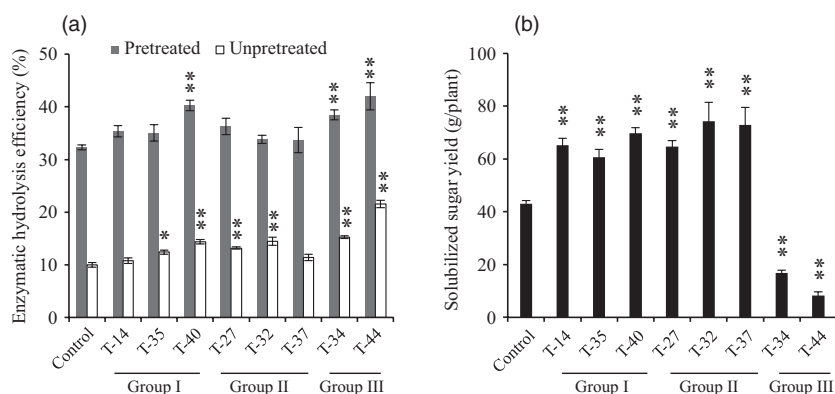 (a)
Pretreated Unpretreated
Enzymatic hydrolysis efficiency (%)
50
40
30
20
10
0
** ** **
* ** ** ** ** **
Control T-14 T-35 T-40 T-27 T-32 T-37 T-34 T-44
Group I Group II Group III
(b)
Solubilized sugar yield (g/plant)
100
80
60
40
20
0
** ** ** ** ** ** ** **
Control T-14 T-35 T-40 T-27 T-32 T-37 T-34 T-44
Group I Group II Group III